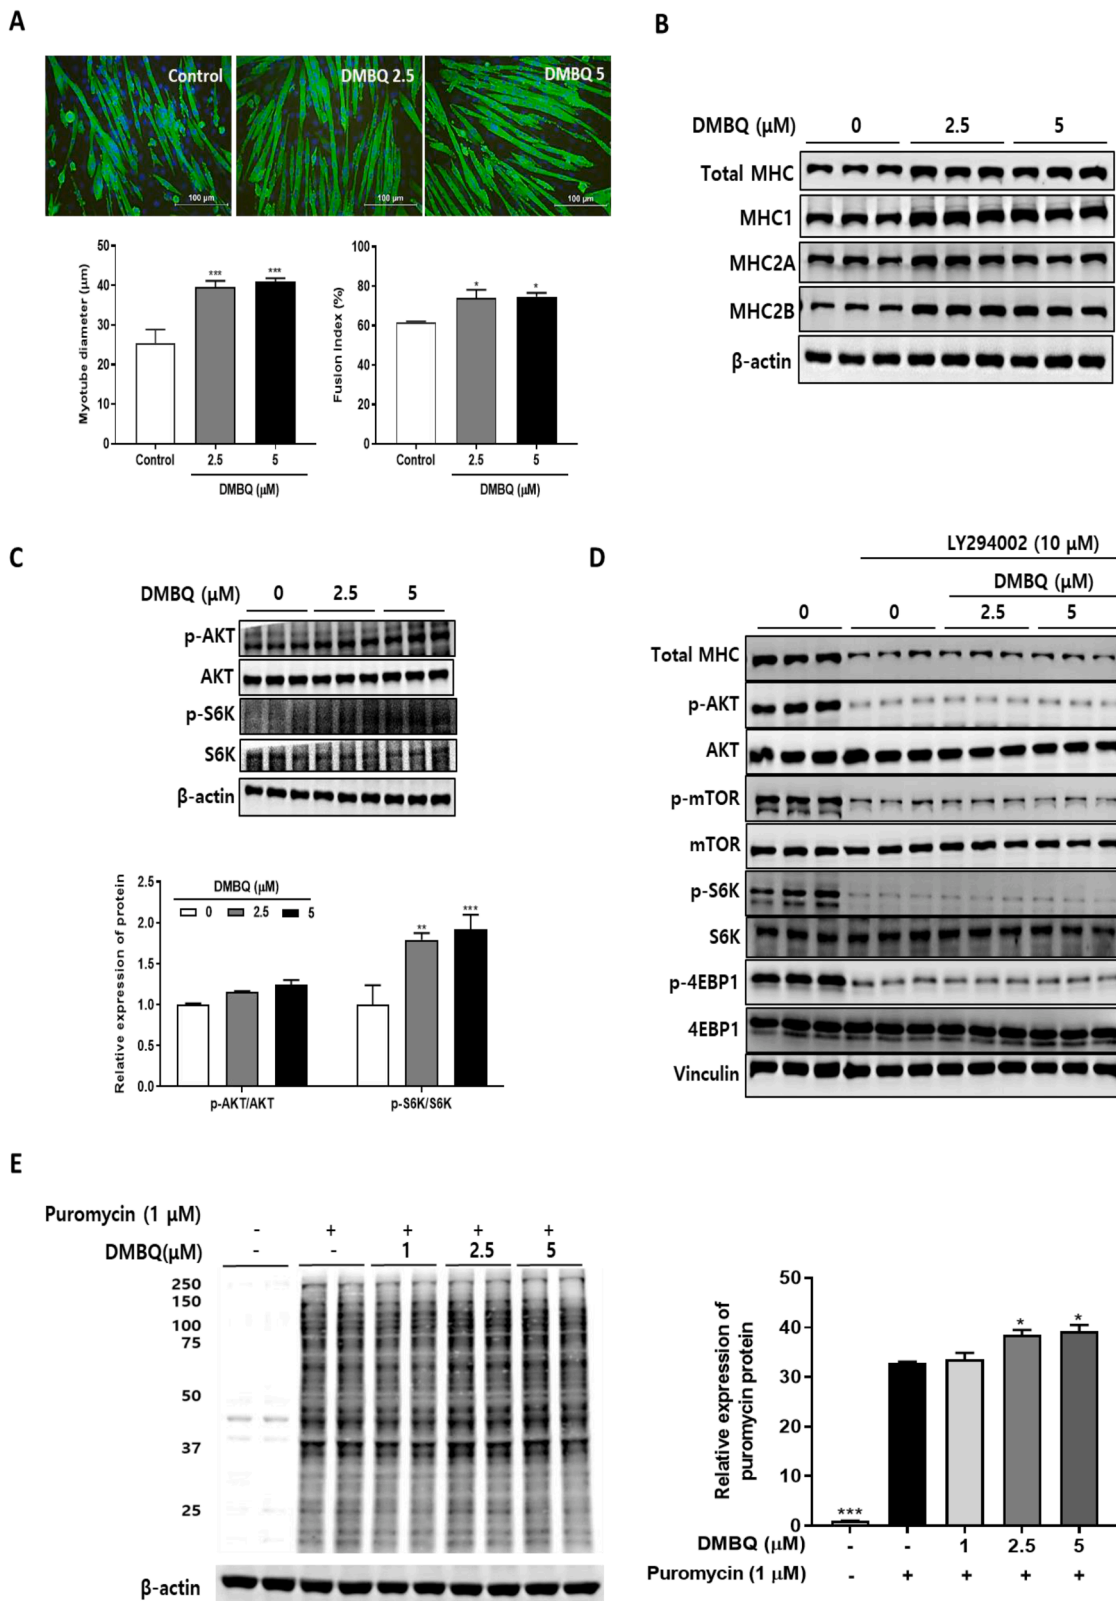 A
Control
DMBQ 2.5
DMBQ 5
100 μm
100 μm
100 μm
Myotube diameter (μm)
50
40
30
20
10
0
Control
2.5
5
DMBQ (μM)
Fusion Index (%)
100
80
60
40
20
0
Control
2.5
5
DMBQ (μM)
***
***
*
*
B
DMBQ (μM) 0 2.5 5
Total MHC
MHC1
MHC2A
MHC2B
β-actin
C
DMBQ (μM) 0 2.5 5
p-AKT
AKT
p-S6K
S6K
β-actin
Relative expression of protein
2.5
2.0
1.5
1.0
0.5
0.0
DMBQ (μM)
0 2.5 5
**
***
p-AKT/AKT
p-S6K/S6K
D
LY294002 (10 μM)
DMBQ (μM)
0 0 2.5 5
Total MHC
p-AKT
AKT
p-mTOR
mTOR
p-S6K
S6K
p-4EBP1
4EBP1
Vinculin
E
Puromycin (1 μM) - + + + +
DMBQ(μM) - - 1 2.5 5
250
150
100
75
50
37
25
β-actin
Relative expression of
puromycin protein
50
40
30
20
10
0
***
*
*
DMBQ (μM) - - 1 2.5 5
Puromycin (1 μM) - + + + +